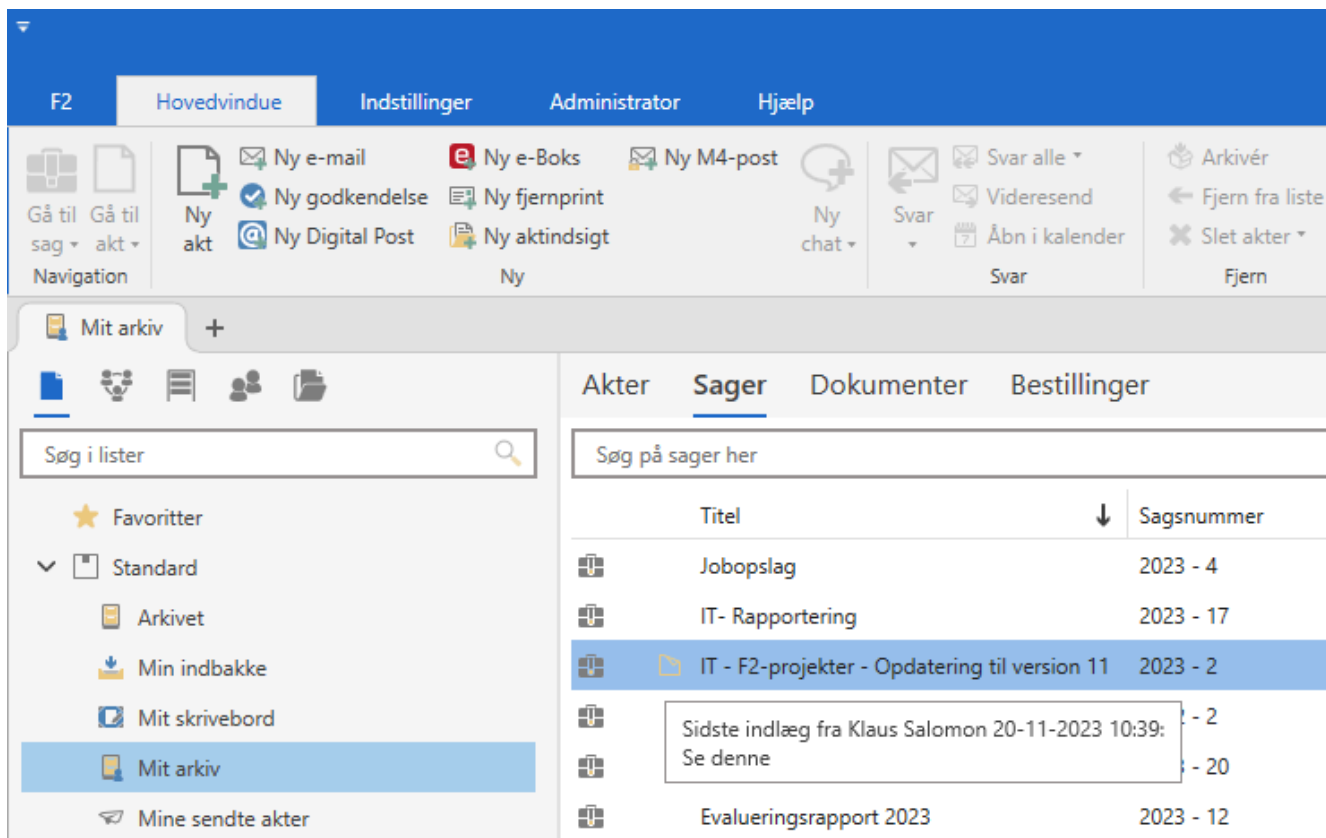 F2 Hovedvindue Indstillinger Administrator Hjælp
Gå til sag
Gå til akt
Navigation
Ny akt
Ny e-mail
Ny godkendelse
Ny Digital Post
Ny e-Boks
Ny fjernprint
Ny aktindsigt
Ny M4-post
Ny chat
Ny
Svar
Svar alle
Videresend
Åbn i kalender
Svar
Arkivér
Fjern fra liste
Slet akter
Fjern
Mit arkiv +
Søg i lister
Favoritter
Standard
Arkivet
Min indbakke
Mit skrivebord
Mit arkiv
Mine sendte akter
Akter Sager Dokumenter Bestillinger
Søg på sager her
Titel Sagsnummer
Jobopslag 2023 - 4
IT- Rapportering 2023 - 17
IT - F2-projekter - Opdatering til version 11 2023 - 2
Sidste indlæg fra Klaus Salomon 20-11-2023 10:39:
Se denne
- 2
- 20
Evalueringsrapport 2023 2023 - 12